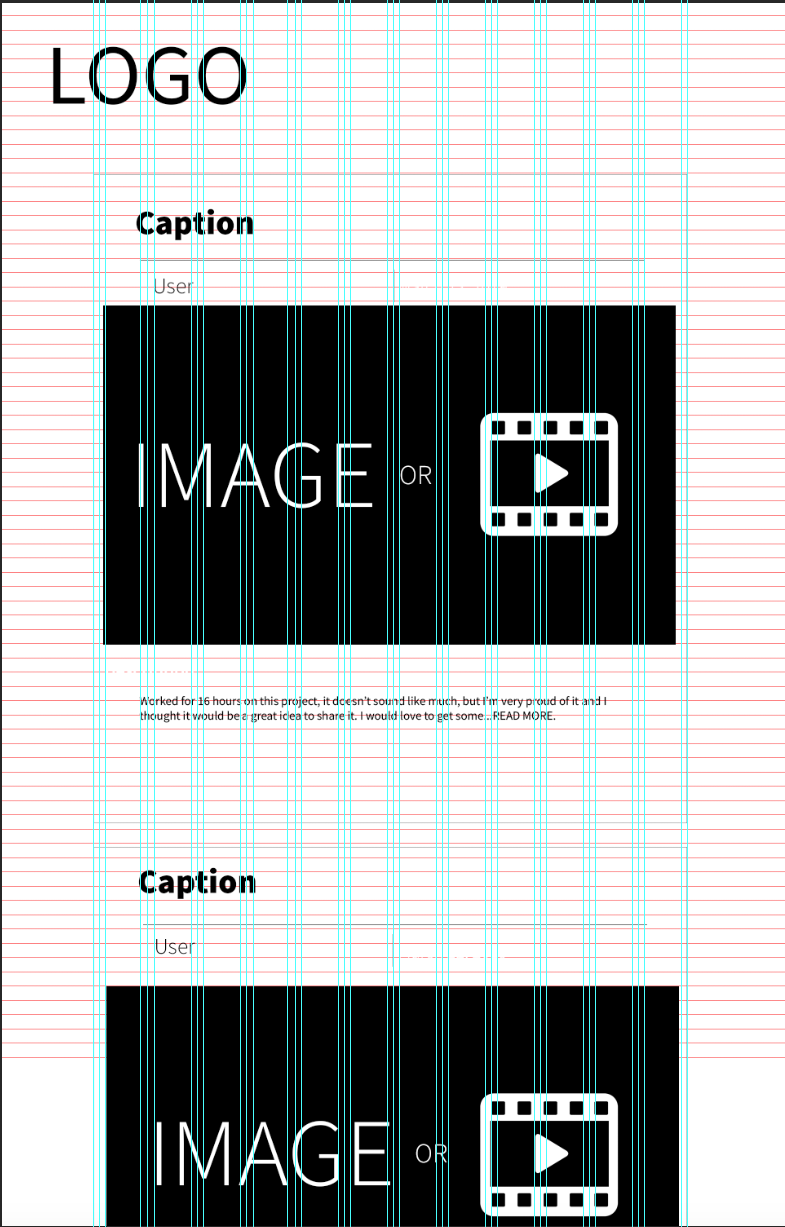 LOGO
Caption
User
IMAGE OR
Worked for 16 hours on this project, it doesn't sound like much, but I'm very proud of it and I
thought it would be a great idea to share it. I would love to get some...READ MORE.
Caption
User
IMAGE OR